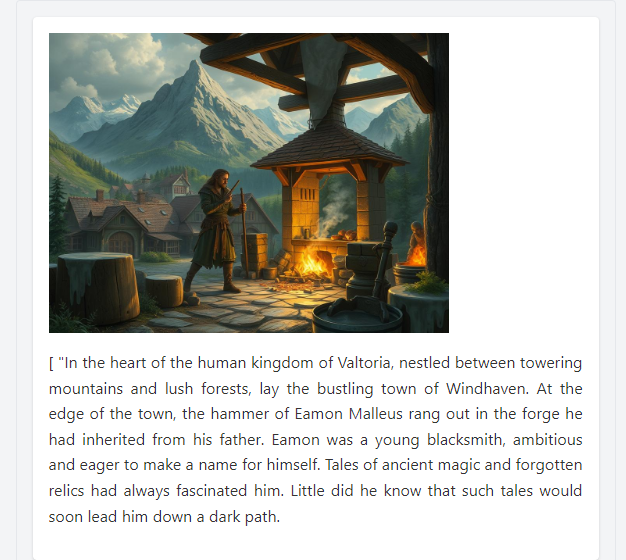 [ "In the heart of the human kingdom of Valtoria, nestled between towering
mountains and lush forests, lay the bustling town of Windhaven. At the
edge of the town, the hammer of Eamon Malleus rang out in the forge he
had inherited from his father. Eamon was a young blacksmith, ambitious
and eager to make a name for himself. Tales of ancient magic and forgotten
relics had always fascinated him. Little did he know that such tales would
soon lead him down a dark path.